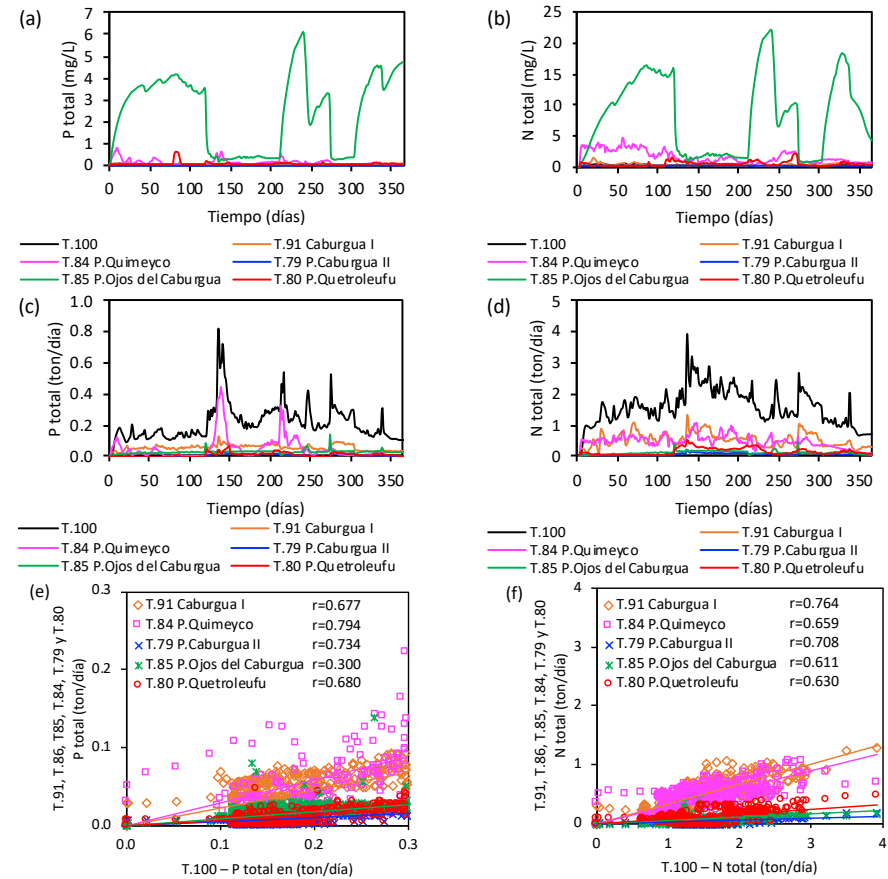 (a)
P total (mg/L)
7
6
5
4
3
2
1
0
0 50 100 150 200 250 300 350
Tiempo (días)
T.100
T.91 Caburgua I
T.84 P.Quimeyco
T.79 P.Caburgua II
T.85 P.Ojos del Caburgua
T.80 P.Quetroleufu
(b)
N total (mg/L)
25
20
15
10
5
0
0 50 100 150 200 250 300 350
Tiempo (días)
T.100
T.91 Caburgua I
T.84 P.Quimeyco
T.79 P.Caburgua II
T.85 P.Ojos del Caburgua
T.80 P.Quetroleufu
(c)
P total (ton/día)
1.0
0.8
0.6
0.4
0.2
0.0
0 50 100 150 200 250 300 350
Tiempo (días)
T.100
T.91 Caburgua I
T.84 P.Quimeyco
T.79 P.Caburgua II
T.85 P.Ojos del Caburgua
T.80 P.Quetroleufu
(d)
N total (ton/día)
5
4
3
2
1
0
0 50 100 150 200 250 300 350
Tiempo (días)
T.100
T.91 Caburgua I
T.84 P.Quimeyco
T.79 P.Caburgua II
T.85 P.Ojos del Caburgua
T.80 P.Quetroleufu
(e)
T.91, T.86, T.85, T.84, T.79 y T.80
P total (ton/día)
0.3
0.2
0.1
0.0
T.91 Caburgua I r=0.677
T.84 P.Quimeyco r=0.794
T.79 P.Caburgua II r=0.734
T.85 P.Ojos del Caburgua r=0.300
T.80 P.Quetroleufu r=0.680
0.0 0.1 0.2 0.3
T.100 – P total en (ton/día)
(f)
T.91, T.86, T.85, T.84, T.79 y T.80
N total (ton/día)
4
3
2
1
0
T.91 Caburgua I r=0.764
T.84 P.Quimeyco r=0.659
T.79 P.Caburgua II r=0.708
T.85 P.Ojos del Caburgua r=0.611
T.80 P.Quetroleufu r=0.630
0 1 2 3 4
T.100 – N total (ton/día)